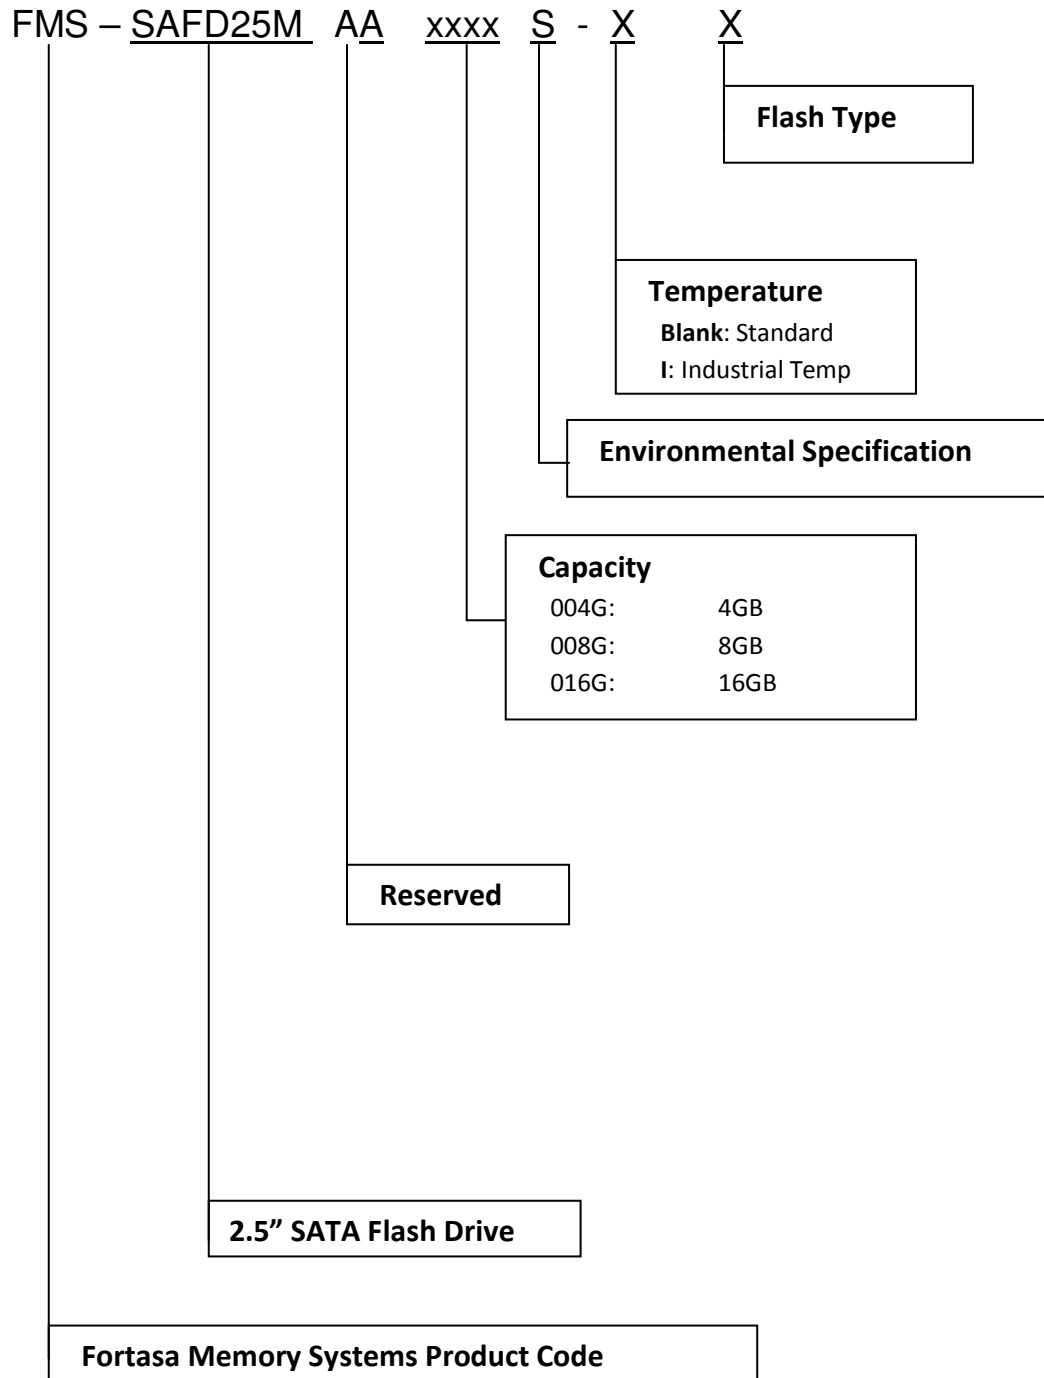 FMS – SAFD25M AA xxxx S - X X
Flash Type
Temperature
Blank: Standard
I: Industrial Temp
Environmental Specification
Capacity
004G: 4GB
008G: 8GB
016G: 16GB
Reserved
2.5” SATA Flash Drive
Fortasa Memory Systems Product Code